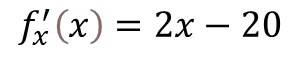 f′ₓ(x) = 2x − 20